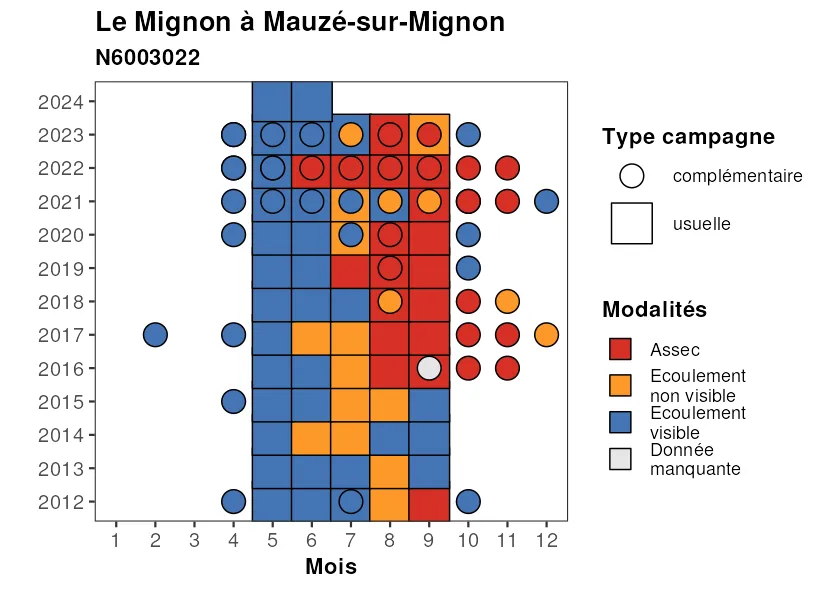 Le Mignon à Mauzé-sur-Mignon
N6003022
2024
2023
2022
2021
2020
2019
2018
2017
2016
2015
2014
2013
2012
1 2 3 4 5 6 7 8 9 10 11 12
Mois
Type campagne
complémentaire
usuelle
Modalités
Assec
Ecoulement
non visible
Ecoulement
visible
Donnée
manquante